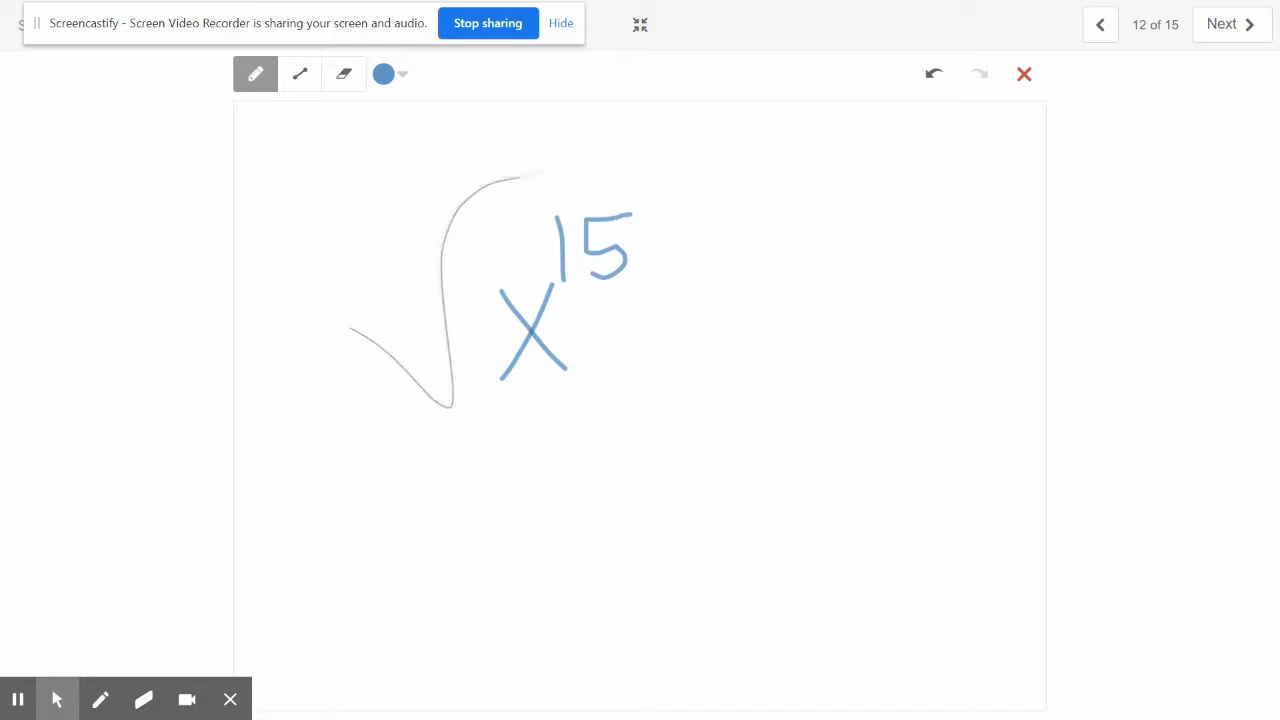 Screencastify - Screen Video Recorder is sharing your screen and audio. Stop sharing Hide
12 of 15 Next
√x¹⁵